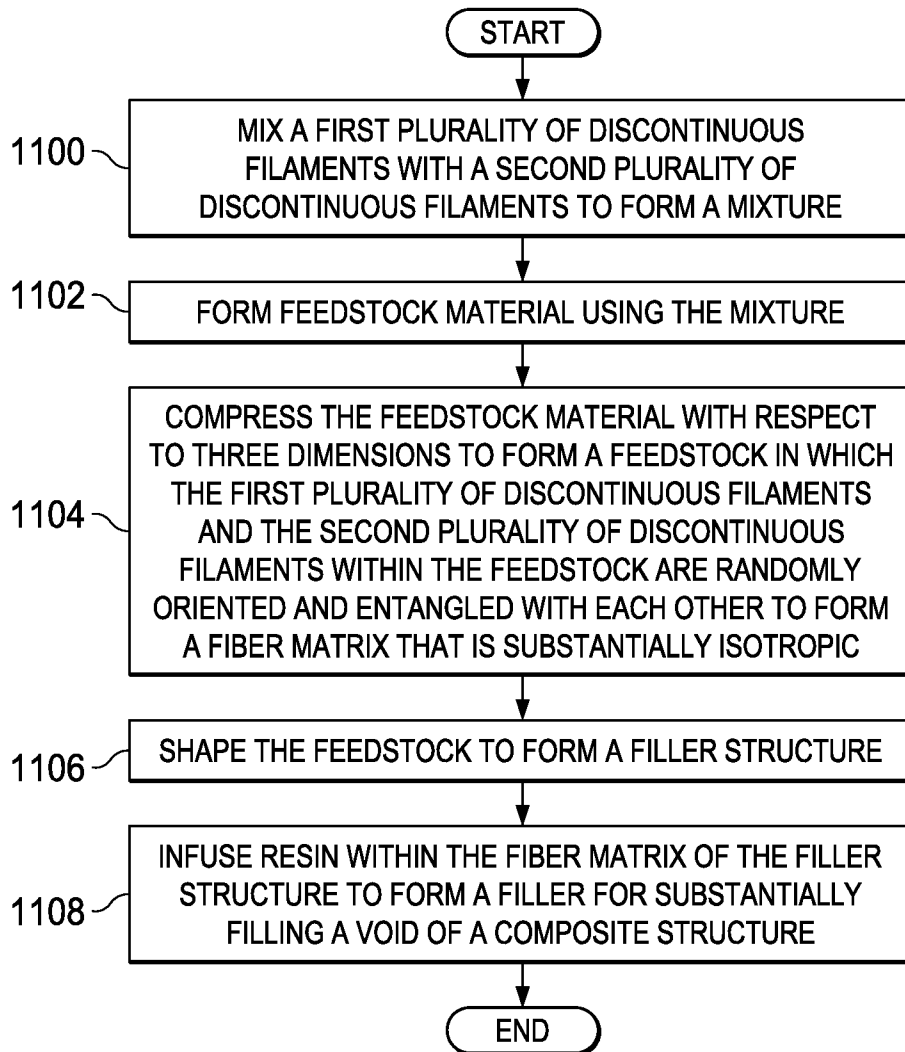 START
1100
MIX A FIRST PLURALITY OF DISCONTINUOUS
FILAMENTS WITH A SECOND PLURALITY OF
DISCONTINUOUS FILAMENTS TO FORM A MIXTURE
1102
FORM FEEDSTOCK MATERIAL USING THE MIXTURE
1104
COMPRESS THE FEEDSTOCK MATERIAL WITH RESPECT
TO THREE DIMENSIONS TO FORM A FEEDSTOCK IN WHICH
THE FIRST PLURALITY OF DISCONTINUOUS FILAMENTS
AND THE SECOND PLURALITY OF DISCONTINUOUS
FILAMENTS WITHIN THE FEEDSTOCK ARE RANDOMLY
ORIENTED AND ENTANGLED WITH EACH OTHER TO FORM
A FIBER MATRIX THAT IS SUBSTANTIALLY ISOTROPIC
1106
SHAPE THE FEEDSTOCK TO FORM A FILLER STRUCTURE
1108
INFUSE RESIN WITHIN THE FIBER MATRIX OF THE FILLER
STRUCTURE TO FORM A FILLER FOR SUBSTANTIALLY
FILLING A VOID OF A COMPOSITE STRUCTURE
END